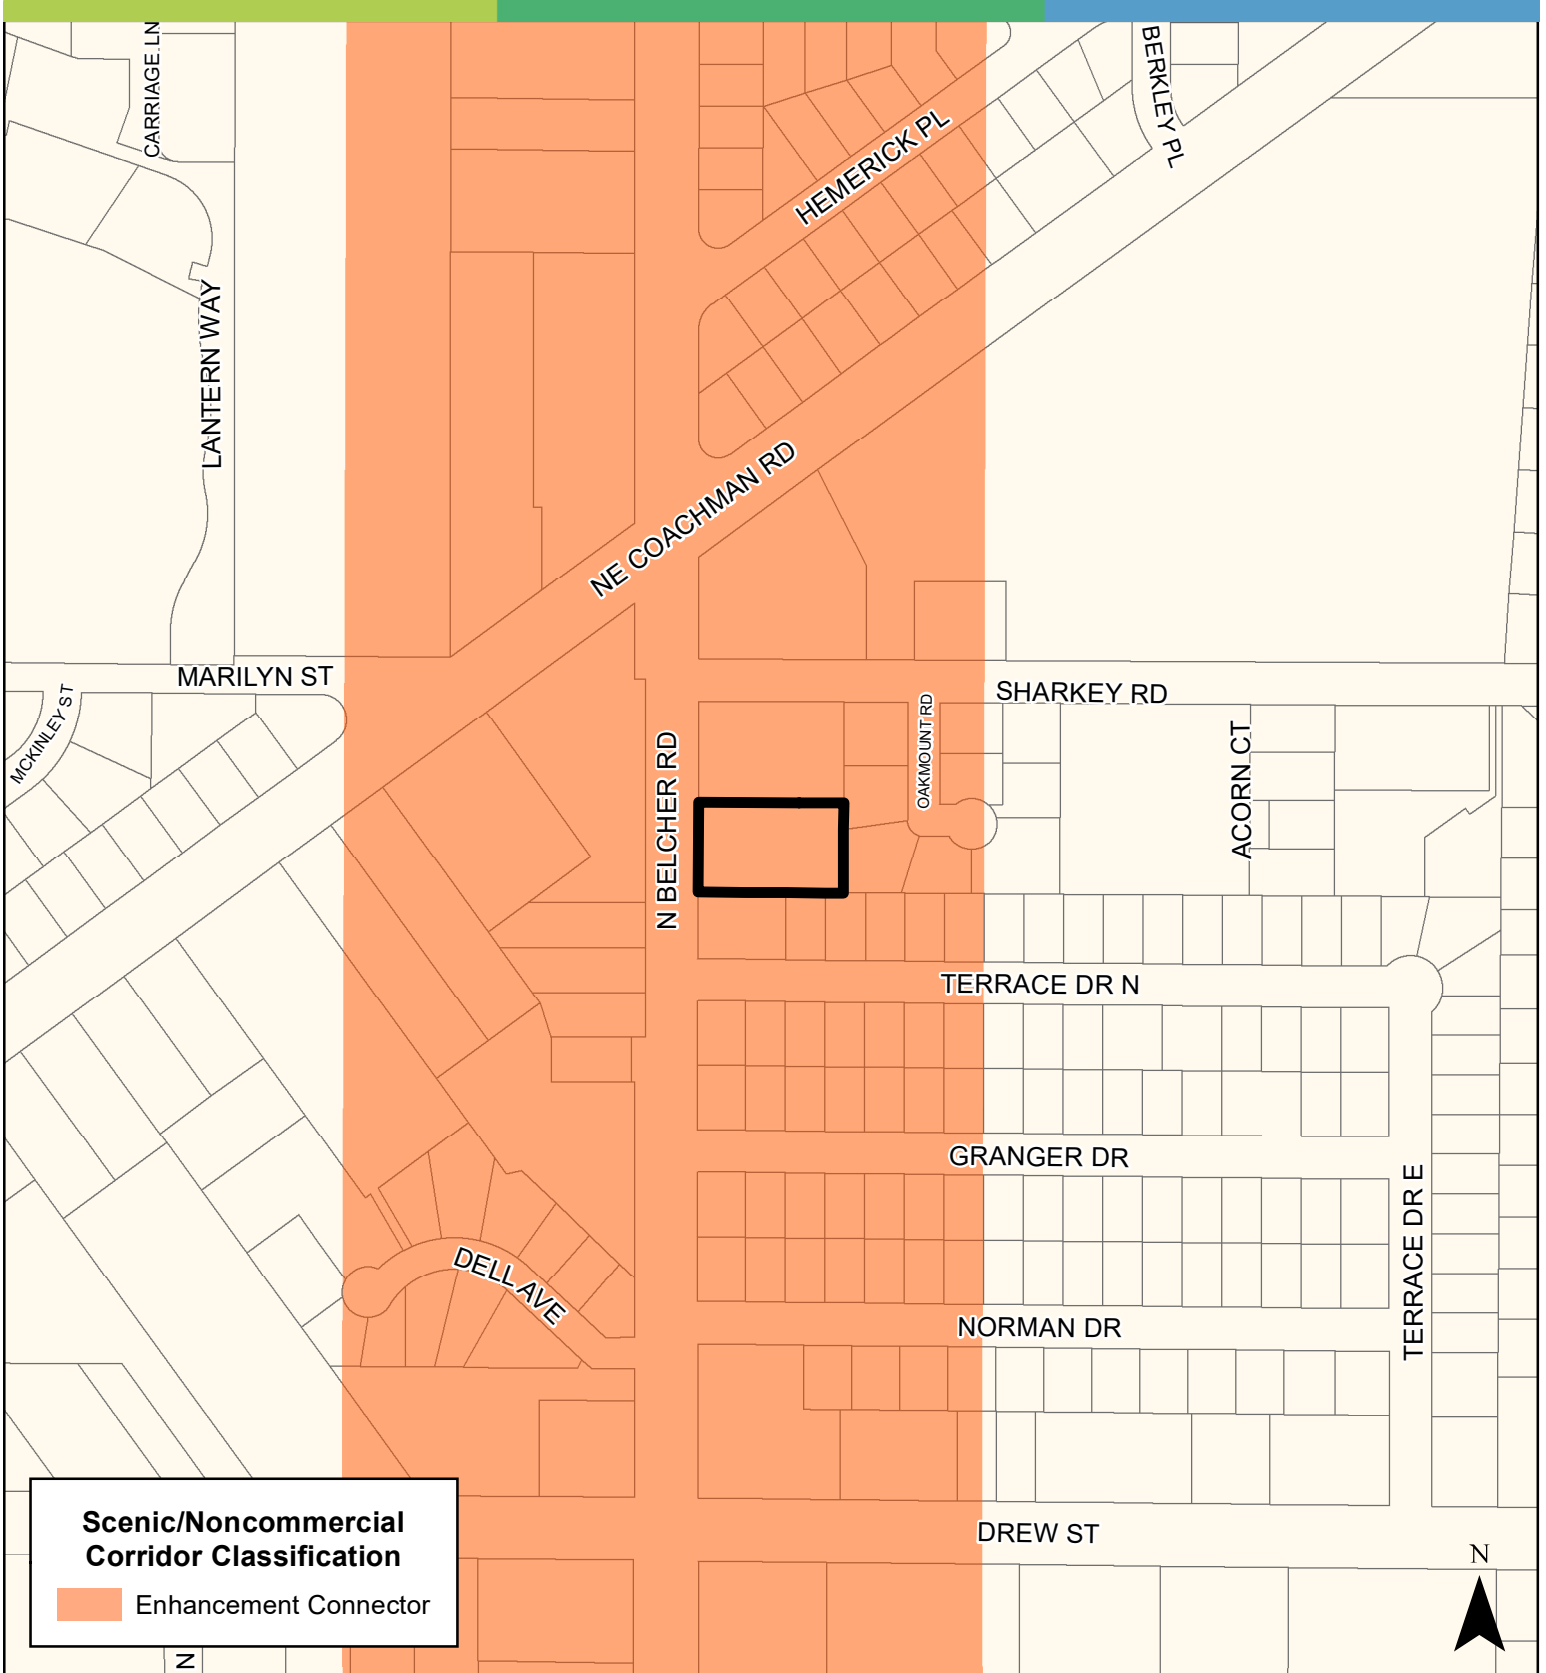 CARRIAGE LN
BERKLEY PL
HEMERICK PL
LANTERN WAY
NE COACHMAN RD
MARILYN ST
SHARKEY RD
MCKINLEY ST
OAKMOUNT RD
N BELCHER RD
ACORN CT
TERRACE DR N
GRANGER DR
TERRACE DR E
DELL AVE
NORMAN DR
DREW ST
Scenic/Noncommercial
Corridor Classification
Enhancement Connector
N
N